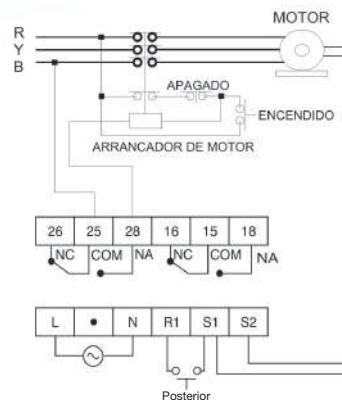 MOTOR
R
Y
B
APAGADO
ENCENDIDO
ARRANCADOR DE MOTOR
26 25 28 16 15 18
NC COM NA NC COM NA
L • N R1 S1 S2
Posterior